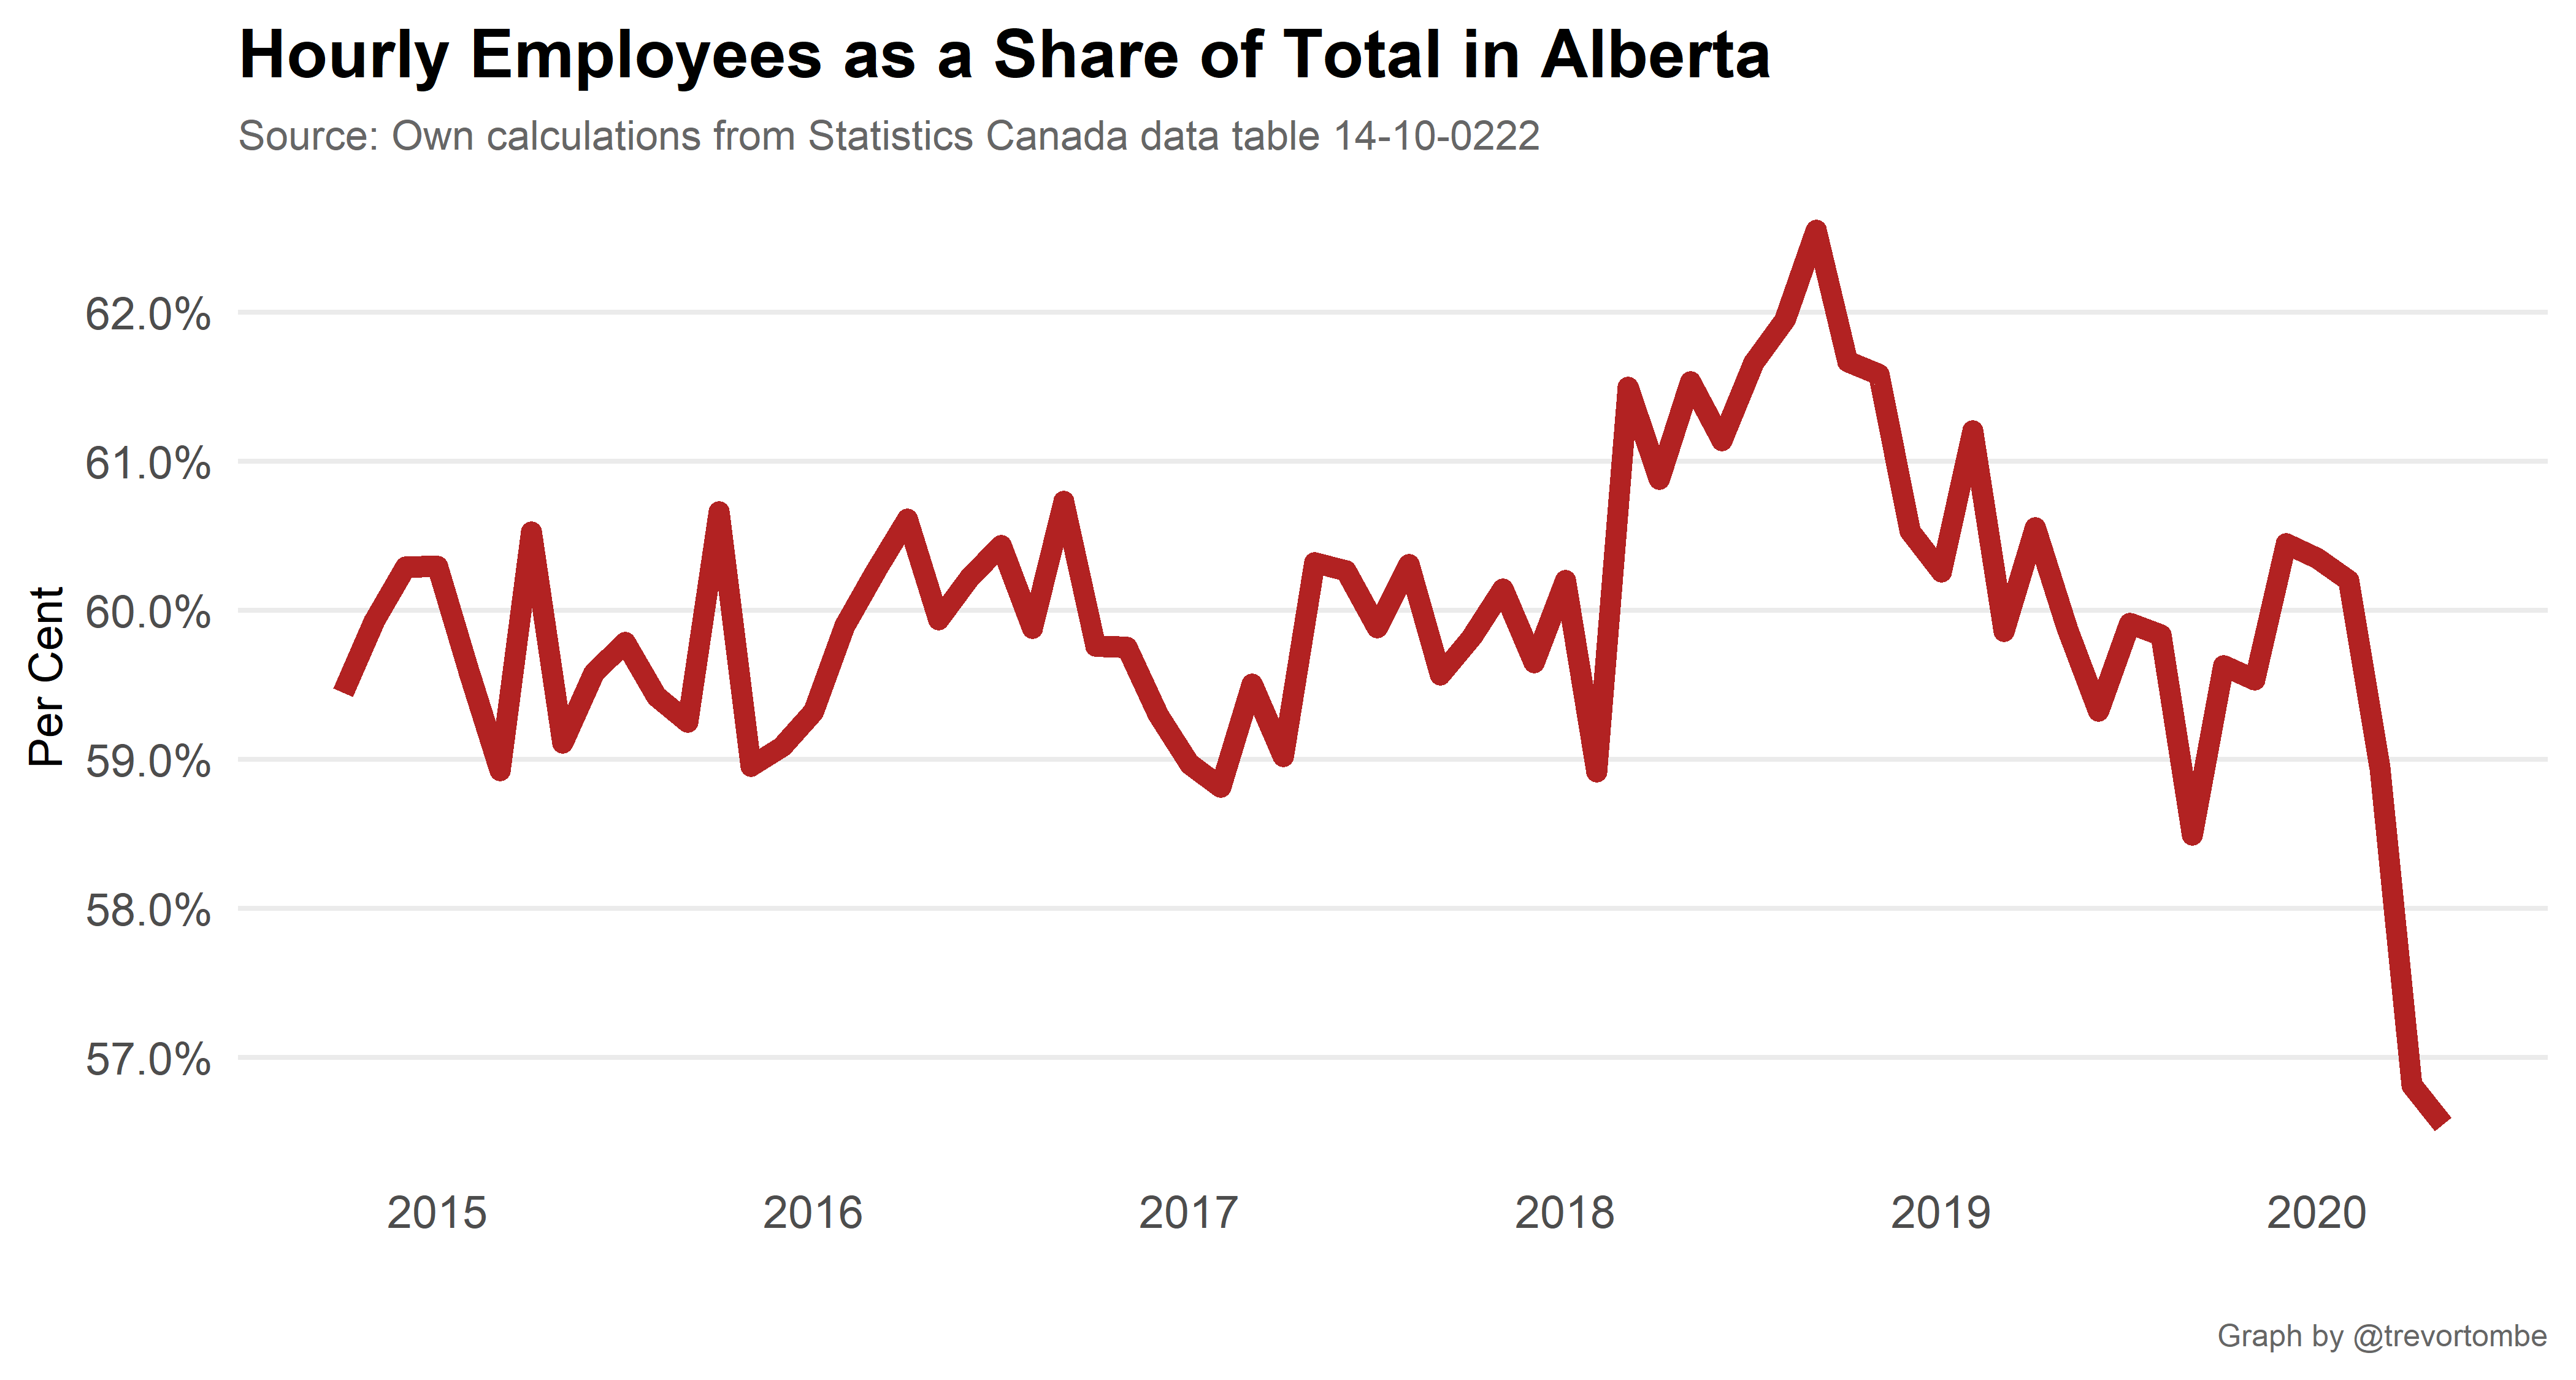 Hourly Employees as a Share of Total in Alberta
Source: Own calculations from Statistics Canada data table 14-10-0222
Per Cent
62.0%
61.0%
60.0%
59.0%
58.0%
57.0%
2015 2016 2017 2018 2019 2020
Graph by @trevortombe